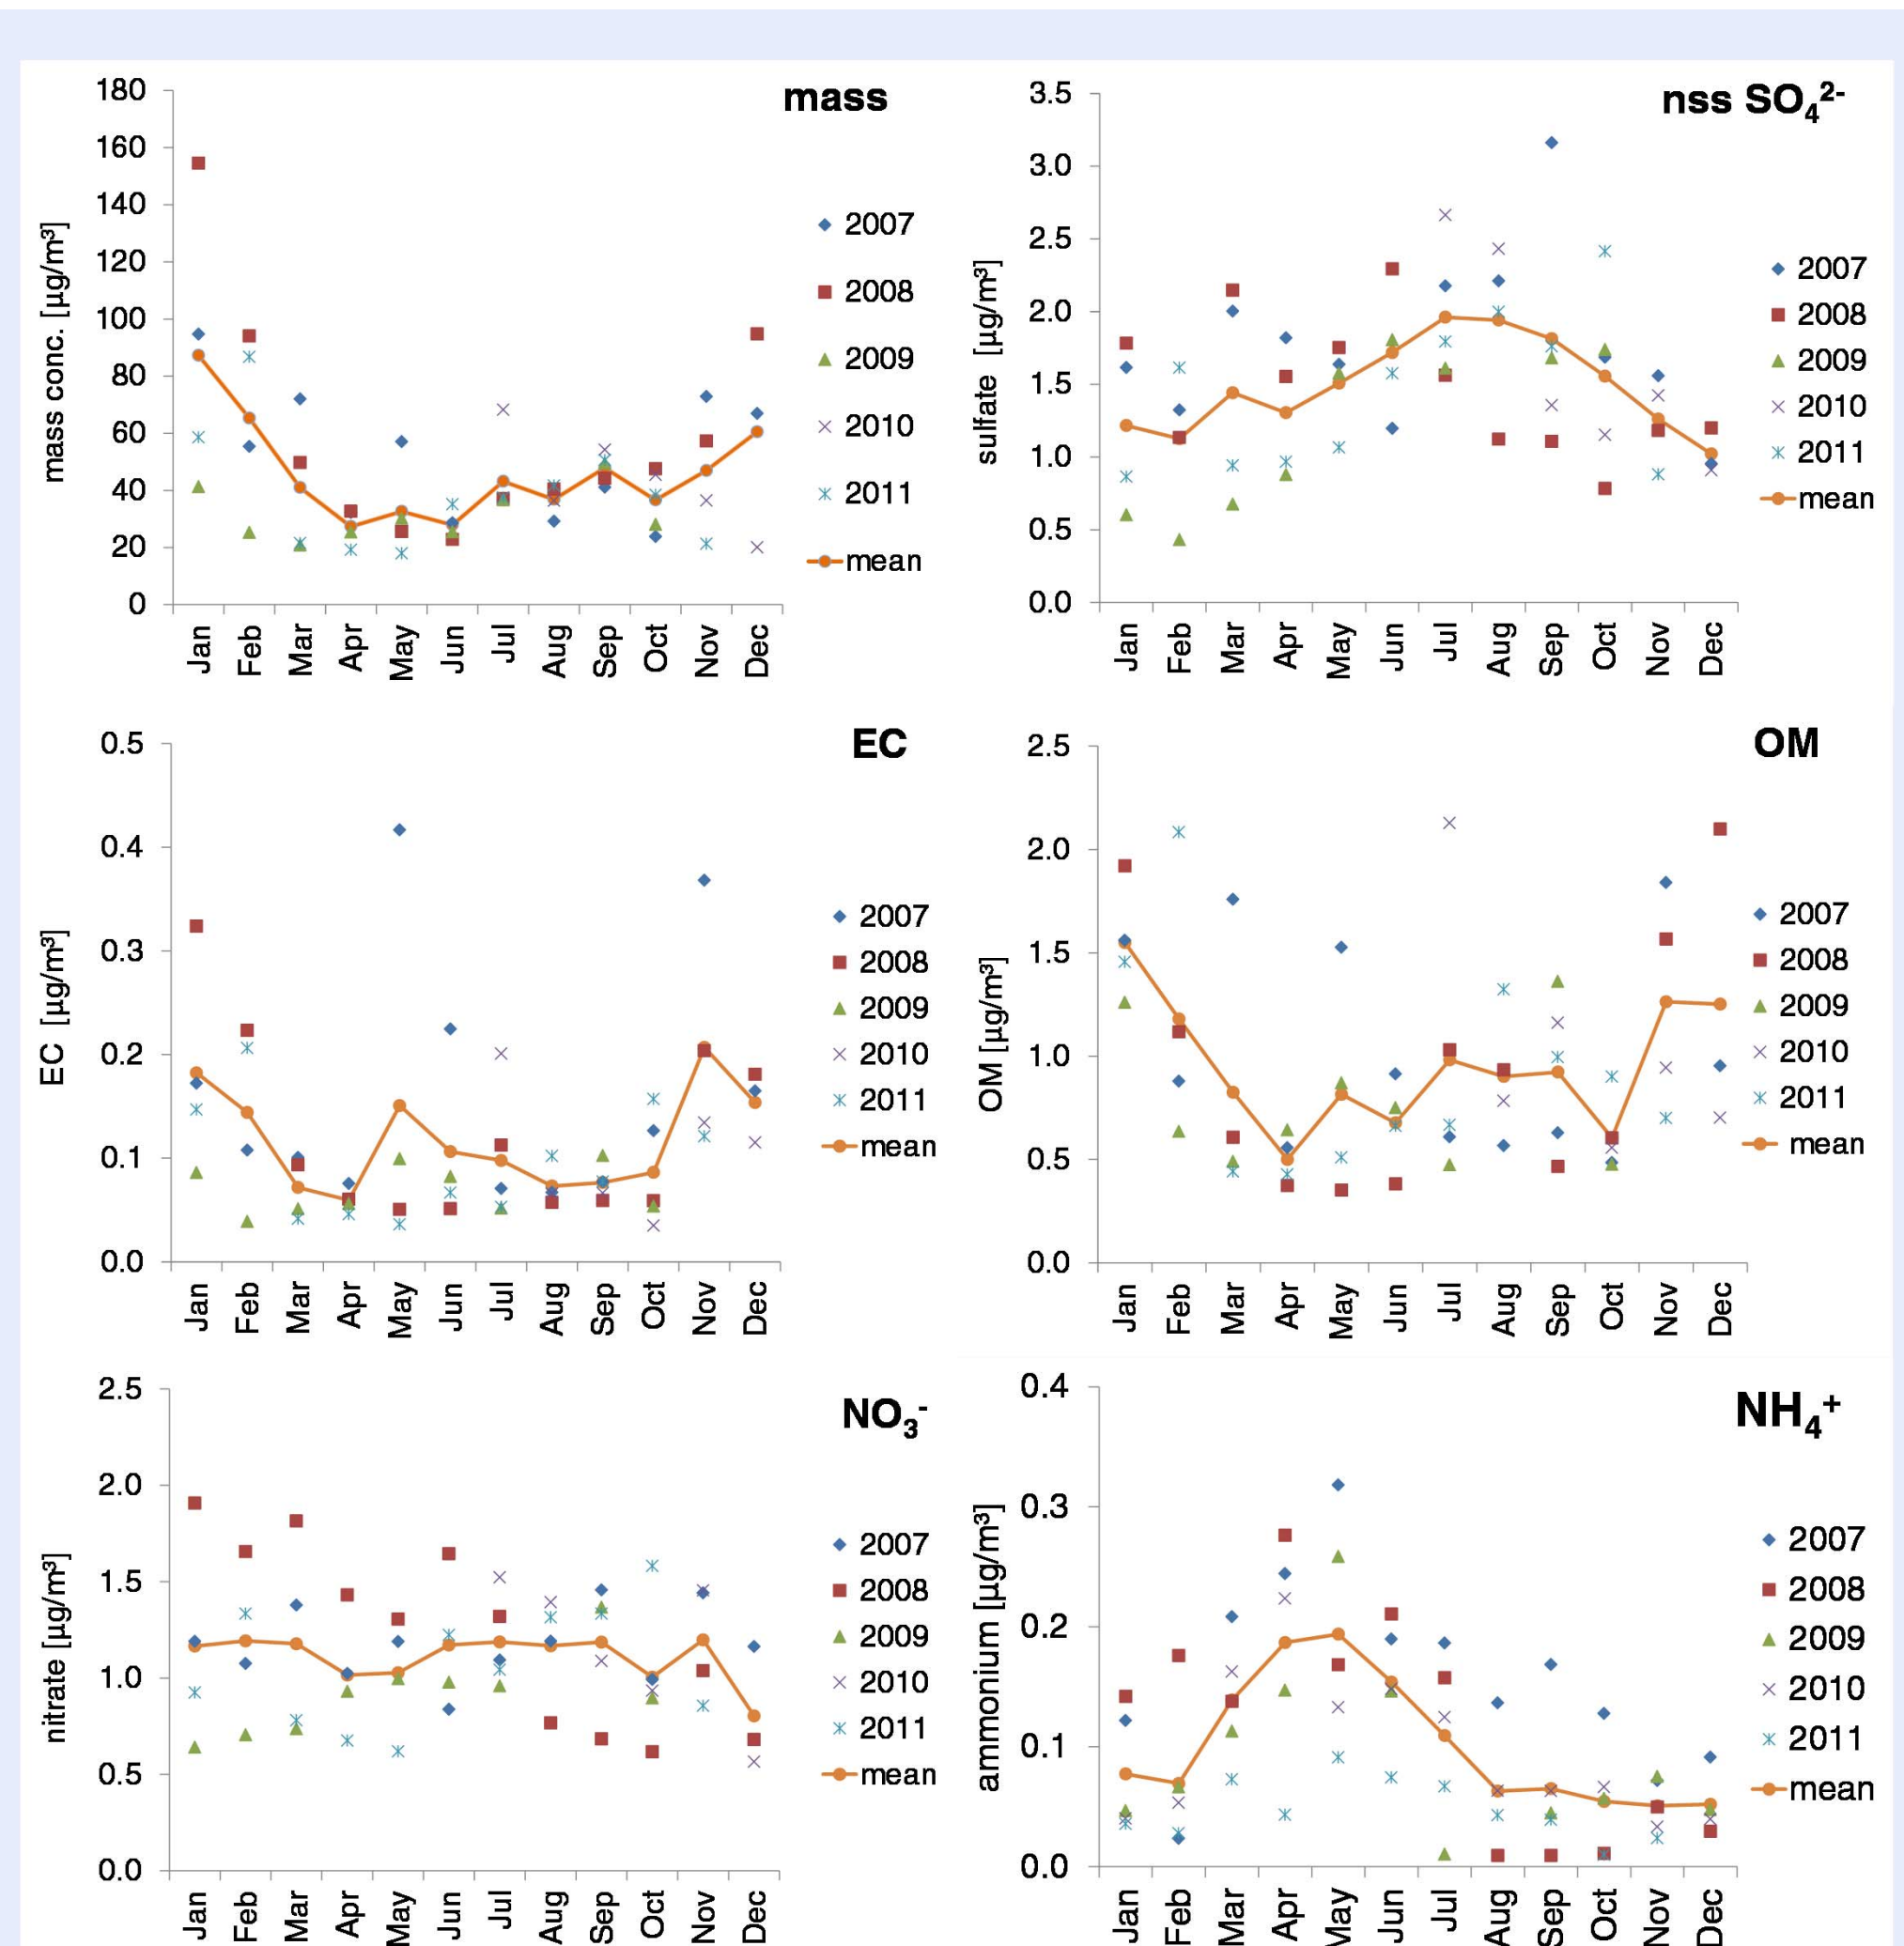 mass
mass conc. [µg/m³]
180
160
140
120
100
80
60
40
20
0
Jan Feb Mar Apr May Jun Jul Aug Sep Oct Nov Dec
2007
2008
2009
2010
2011
mean
nss SO₄²⁻
sulfate [µg/m³]
3.5
3.0
2.5
2.0
1.5
1.0
0.5
0.0
Jan Feb Mar Apr May Jun Jul Aug Sep Oct Nov Dec
2007
2008
2009
2010
2011
mean
EC
EC [µg/m³]
0.5
0.4
0.3
0.2
0.1
0.0
Jan Feb Mar Apr May Jun Jul Aug Sep Oct Nov Dec
2007
2008
2009
2010
2011
mean
OM
OM [µg/m³]
2.5
2.0
1.5
1.0
0.5
0.0
Jan Feb Mar Apr May Jun Jul Aug Sep Oct Nov Dec
2007
2008
2009
2010
2011
mean
NO₃⁻
nitrate [µg/m³]
2.5
2.0
1.5
1.0
0.5
0.0
Jan Feb Mar Apr May Jun Jul Aug Sep Oct Nov Dec
2007
2008
2009
2010
2011
mean
NH₄⁺
ammonium [µg/m³]
0.4
0.3
0.2
0.1
0.0
Jan Feb Mar Apr May Jun Jul Aug Sep Oct Nov Dec
2007
2008
2009
2010
2011
mean